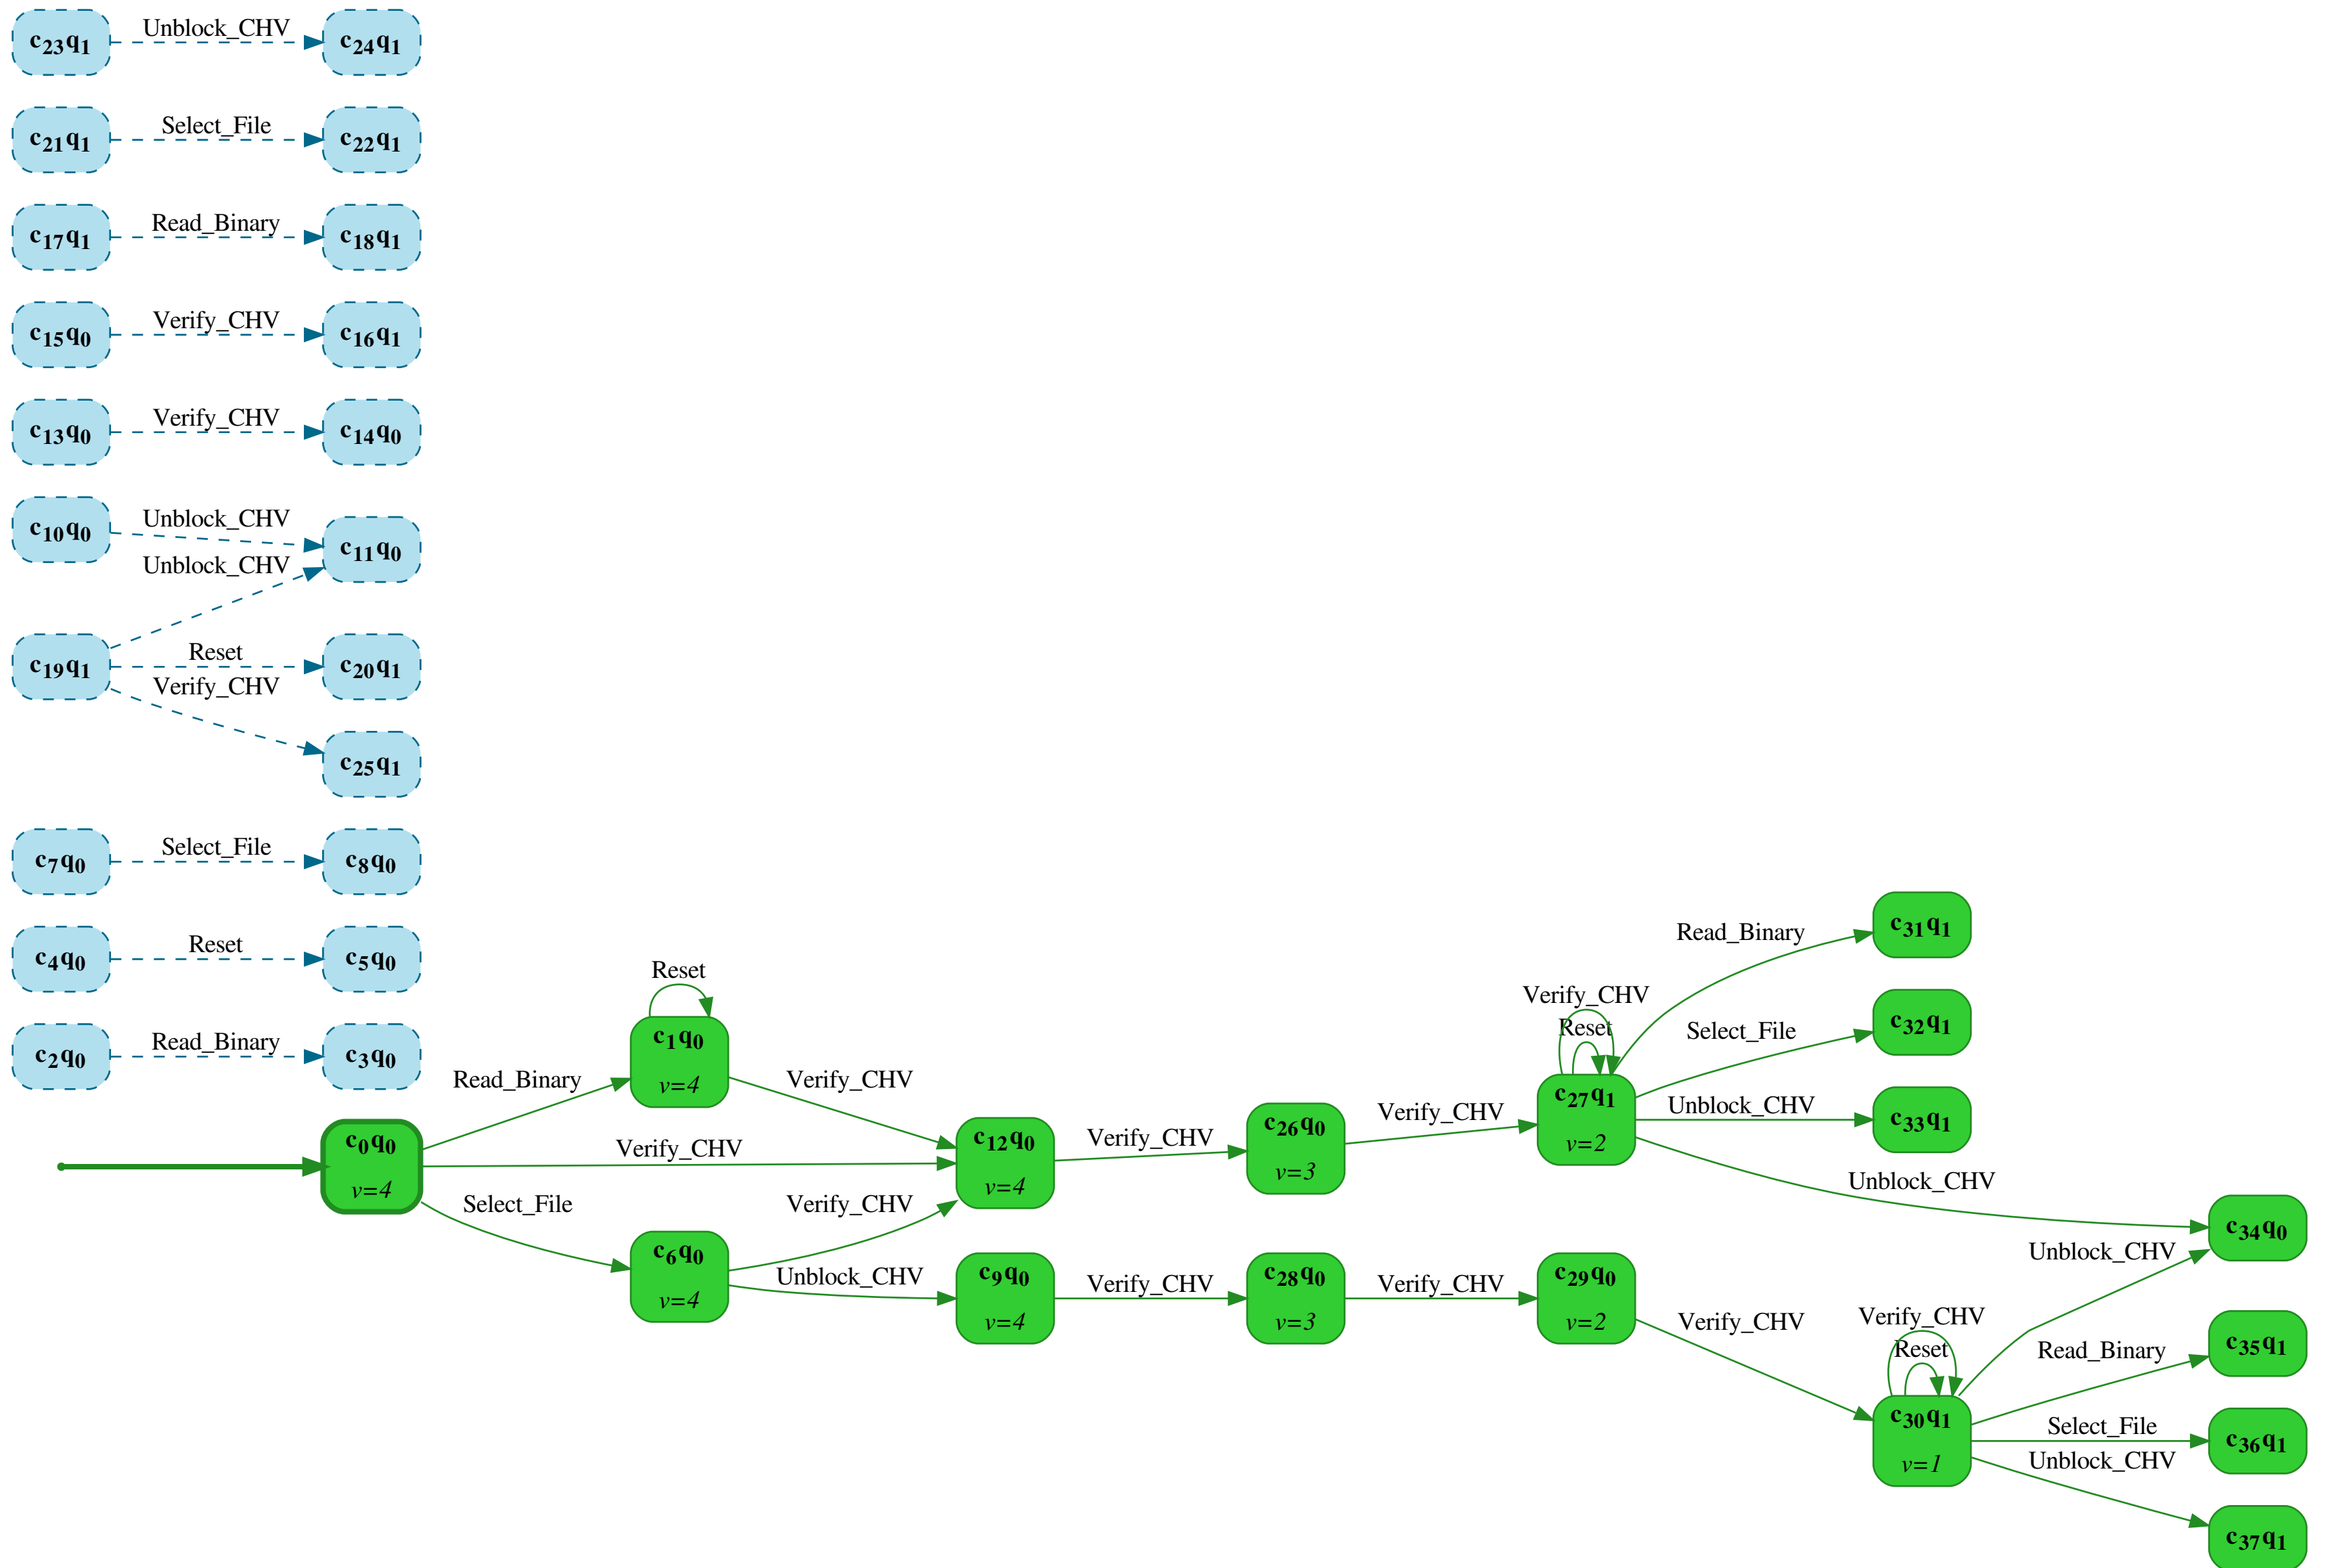 c23q1 Unblock_CHV c24q1
c21q1 Select_File c22q1
c17q1 Read_Binary c18q1
c15q0 Verify_CHV c16q1
c13q0 Verify_CHV c14q0
c10q0 Unblock_CHV c11q0
Unblock_CHV
c19q1 Reset c20q1
Verify_CHV
c25q1
c7q0 Select_File c8q0
c4q0 Reset c5q0
c2q0 Read_Binary c3q0
c0q0
v=4
Read_Binary
Verify_CHV
Select_File
Reset
c1q0
v=4
Verify_CHV
c6q0
v=4
Verify_CHV
Unblock_CHV
c12q0
v=4
Verify_CHV
c9q0
v=4
Verify_CHV
c26q0
v=3
Verify_CHV
c28q0
v=3
Verify_CHV
Verify_CHV
Reset
c27q1
v=2
Read_Binary
Select_File
Unblock_CHV
Unblock_CHV
c29q0
v=2
Verify_CHV
c31q1
c32q1
c33q1
Verify_CHV
Reset
c30q1
v=1
Unblock_CHV
Read_Binary
Select_File
Unblock_CHV
c34q0
c35q1
c36q1
c37q1